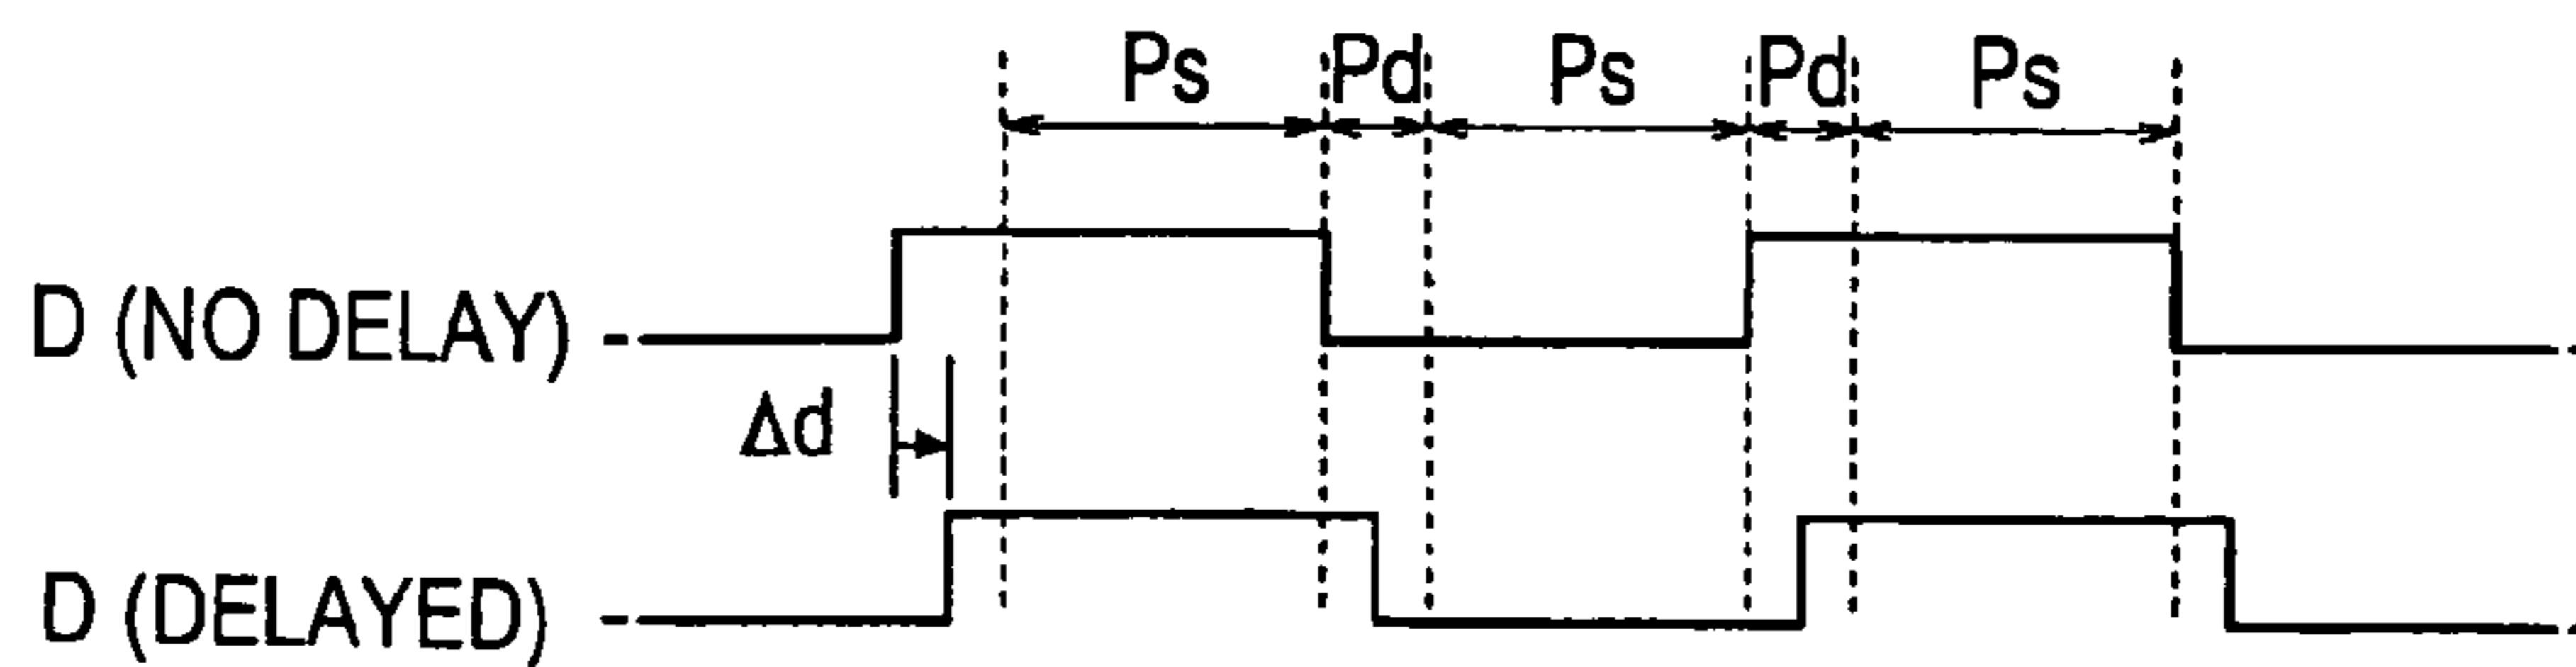 Ps Pd Ps Pd Ps
D (NO DELAY)
Δd
D (DELAYED)